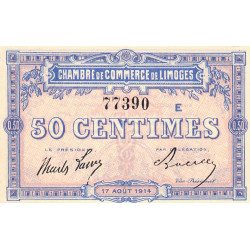 CHAMBRE DE COMMERCE DE LIMOGES
77390
E
0.50 50 CENTIMES 0.50
LE PRÉSIDENT PAR DÉLÉGATION
17 AOUT 1914